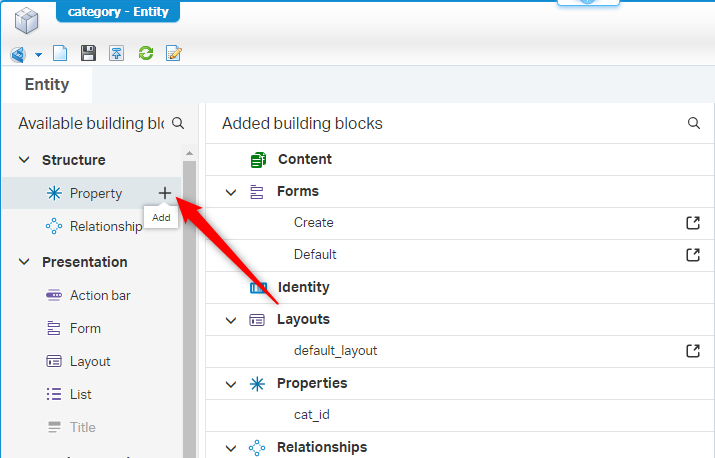 category - Entity
Entity
Available building blo
Structure
Property
Add
Relationship
Presentation
Action bar
Form
Layout
List
Title
Added building blocks
Content
Forms
Create
Default
Identity
Layouts
default_layout
Properties
cat_id
Relationships